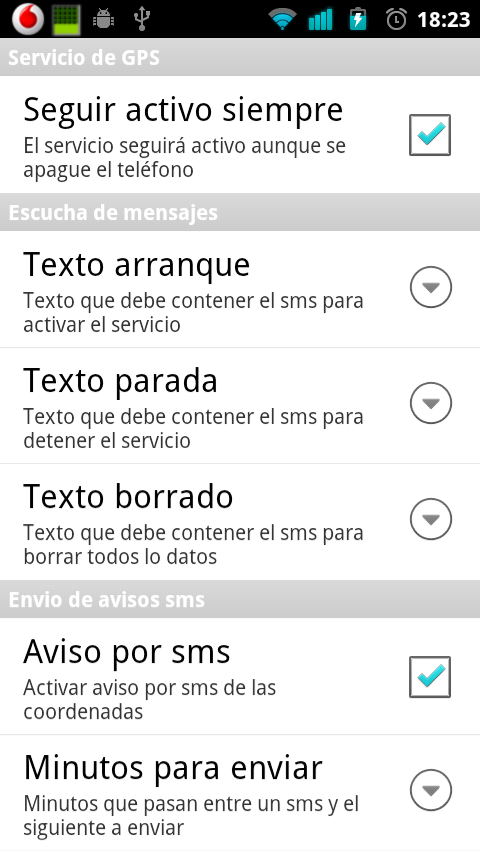 18:23
Servicio de GPS
Seguir activo siempre
El servicio seguirá activo aunque se
apague el teléfono
Escucha de mensajes
Texto arranque
Texto que debe contener el sms para
activar el servicio
Texto parada
Texto que debe contener el sms para
detener el servicio
Texto borrado
Texto que debe contener el sms para
borrar todos lo datos
Envio de avisos sms
Aviso por sms
Activar aviso por sms de las
coordenadas
Minutos para enviar
Minutos que pasan entre un sms y el
siguiente a enviar